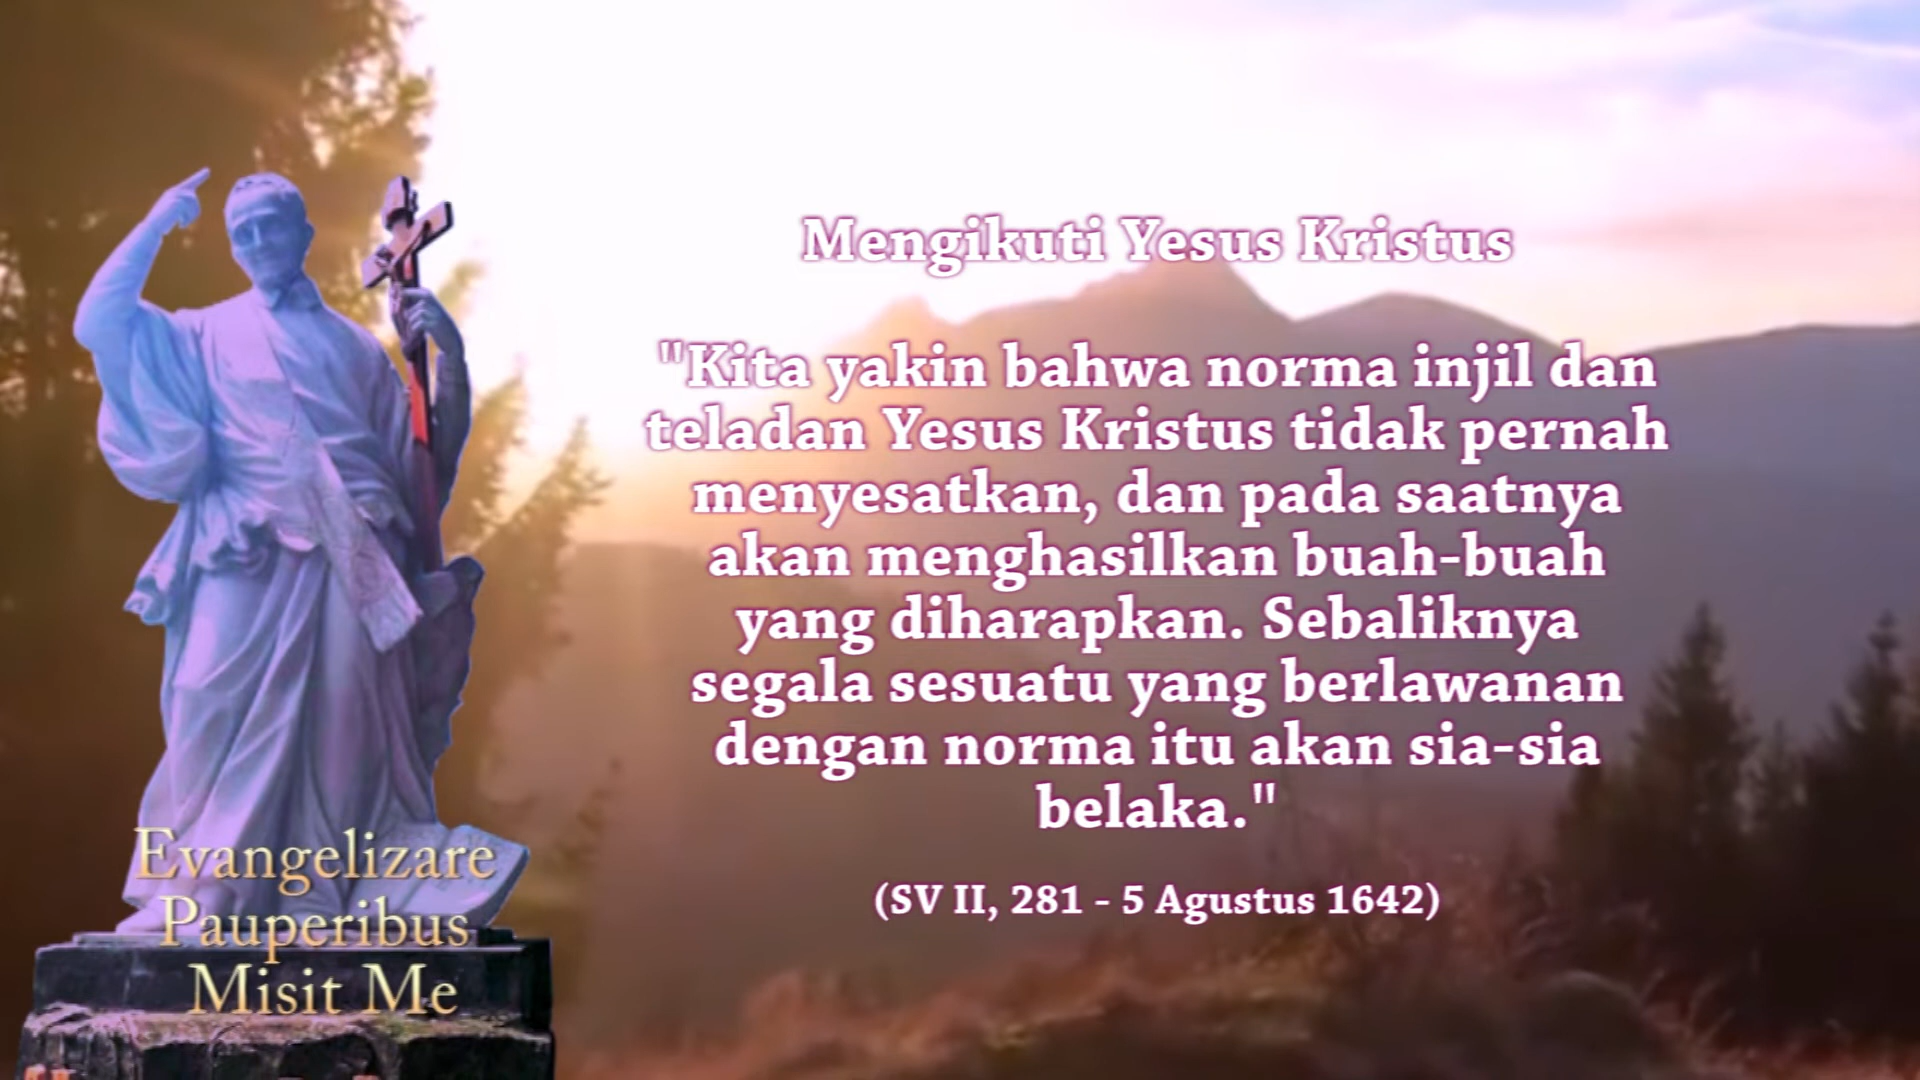 Mengikuti Yesus Kristus
"Kita yakin bahwa norma injil dan
teladan Yesus Kristus tidak pernah
menyesatkan, dan pada saatnya
akan menghasilkan buah-buah
yang diharapkan. Sebaliknya
segala sesuatu yang berlawanan
dengan norma itu akan sia-sia
belaka."
(SV II, 281 - 5 Agustus 1642)
Evangelizare
Pauperibus
Misit Me